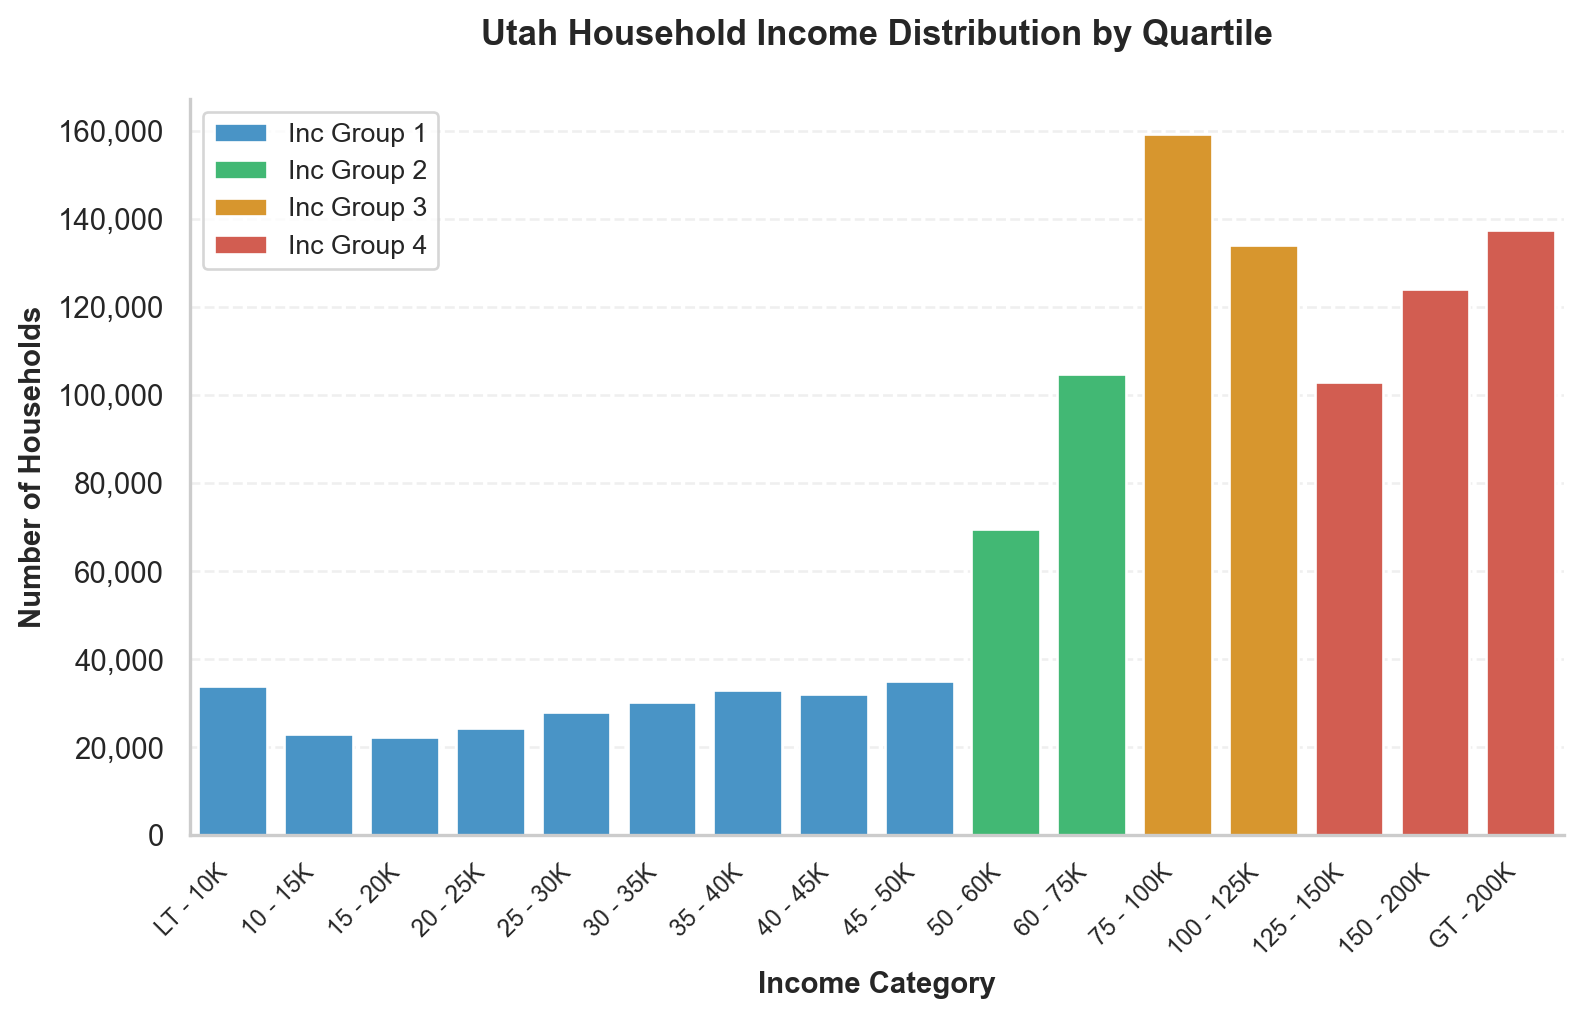 Utah Household Income Distribution by Quartile
Inc Group 1
Inc Group 2
Inc Group 3
Inc Group 4
Number of Households
160,000
140,000
120,000
100,000
80,000
60,000
40,000
20,000
0
LT - 10K
10 - 15K
15 - 20K
20 - 25K
25 - 30K
30 - 35K
35 - 40K
40 - 45K
45 - 50K
50 - 60K
60 - 75K
75 - 100K
100 - 125K
125 - 150K
150 - 200K
GT - 200K
Income Category